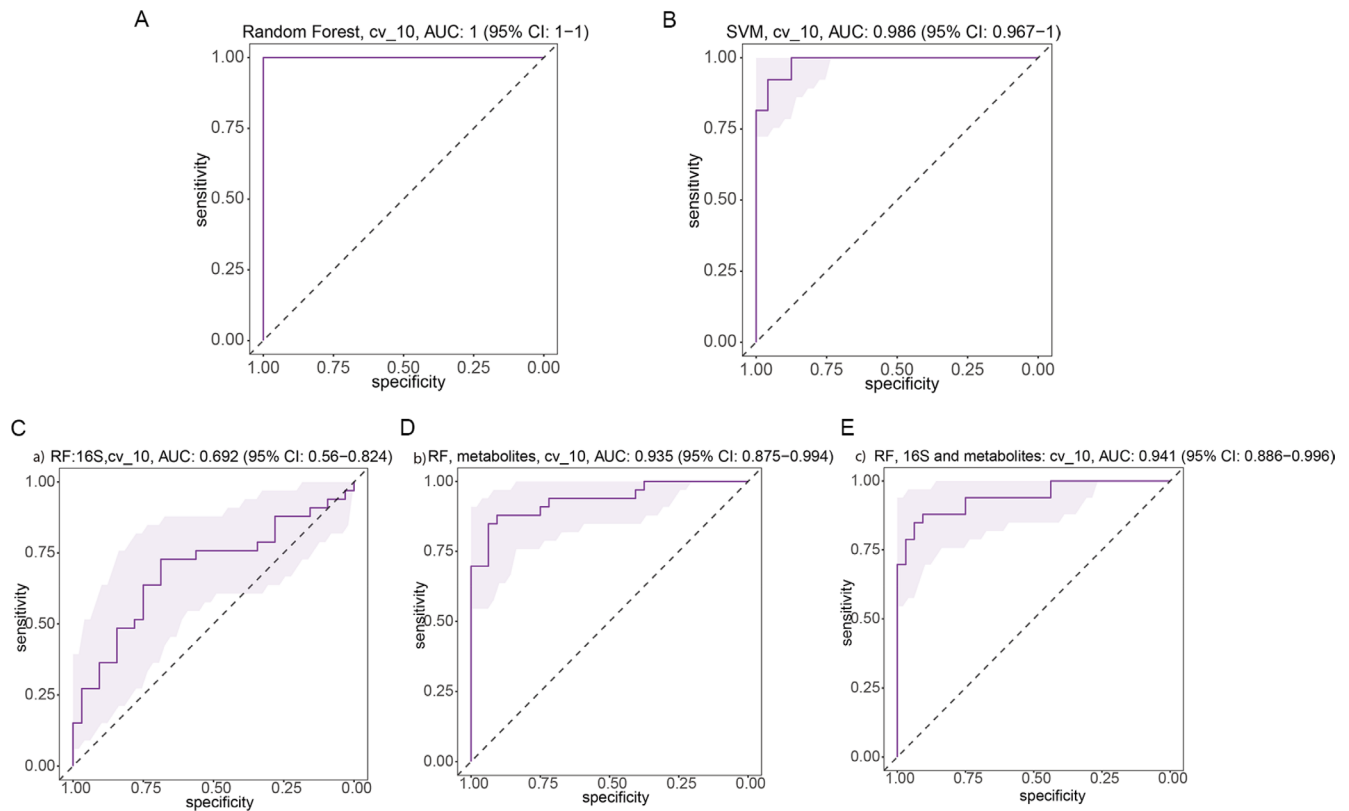 A
Random Forest, cv_10, AUC: 1 (95% CI: 1−1)
1.00
0.75
0.50
0.25
0.00
sensitivity
1.00 0.75 0.50 0.25 0.00
specificity
B
SVM, cv_10, AUC: 0.986 (95% CI: 0.967−1)
1.00
0.75
0.50
0.25
0.00
sensitivity
1.00 0.75 0.50 0.25 0.00
specificity
C
a) RF:16S,cv_10, AUC: 0.692 (95% CI: 0.56−0.824)
1.00
0.75
0.50
0.25
0.00
sensitivity
1.00 0.75 0.50 0.25 0.00
specificity
D
b) RF, metabolites, cv_10, AUC: 0.935 (95% CI: 0.875−0.994)
1.00
0.75
0.50
0.25
0.00
sensitivity
1.00 0.75 0.50 0.25 0.00
specificity
E
c) RF, 16S and metabolites: cv_10, AUC: 0.941 (95% CI: 0.886−0.996)
1.00
0.75
0.50
0.25
0.00
sensitivity
1.00 0.75 0.50 0.25 0.00
specificity